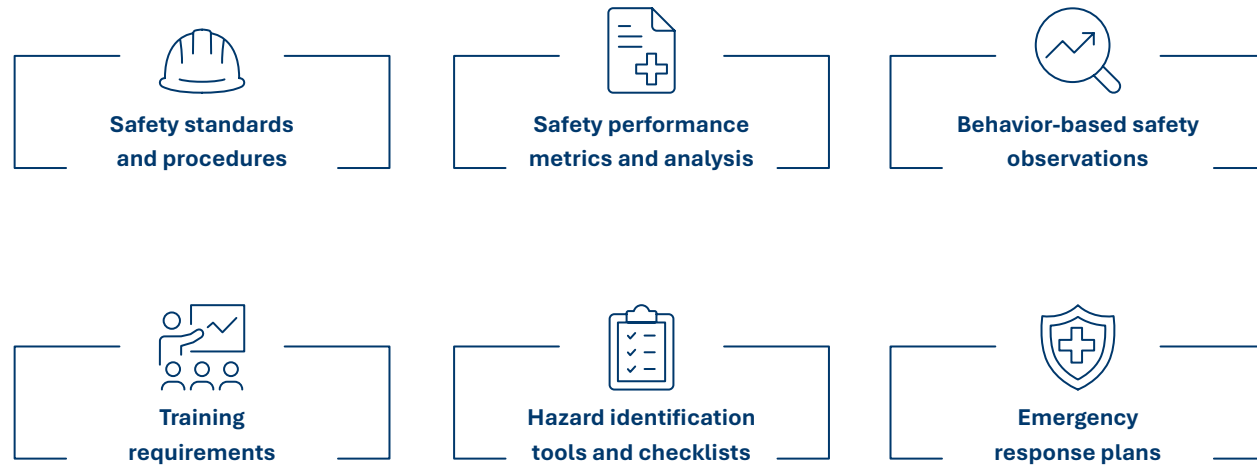 Safety standards
and procedures
Safety performance
metrics and analysis
Behavior-based safety
observations
Training
requirements
Hazard identification
tools and checklists
Emergency
response plans